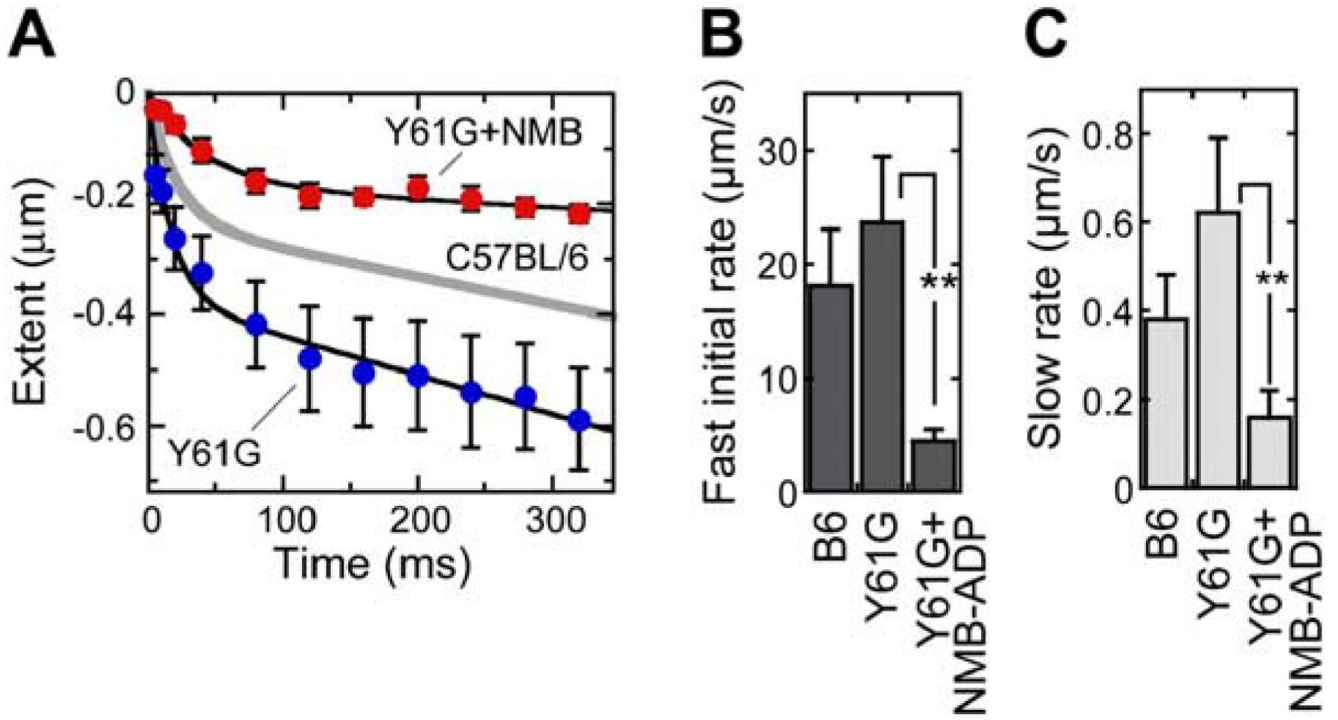 A
0
-0.2
-0.4
-0.6
Extent (μm)
Y61G+NMB
C57BL/6
Y61G
0 100 200 300
Time (ms)
B
Fast initial rate (μm/s)
30
20
10
0
**
B6
Y61G
Y61G+
NMB-ADP
C
Slow rate (μm/s)
0.8
0.6
0.4
0.2
0
**
B6
Y61G
Y61G+
NMB-ADP